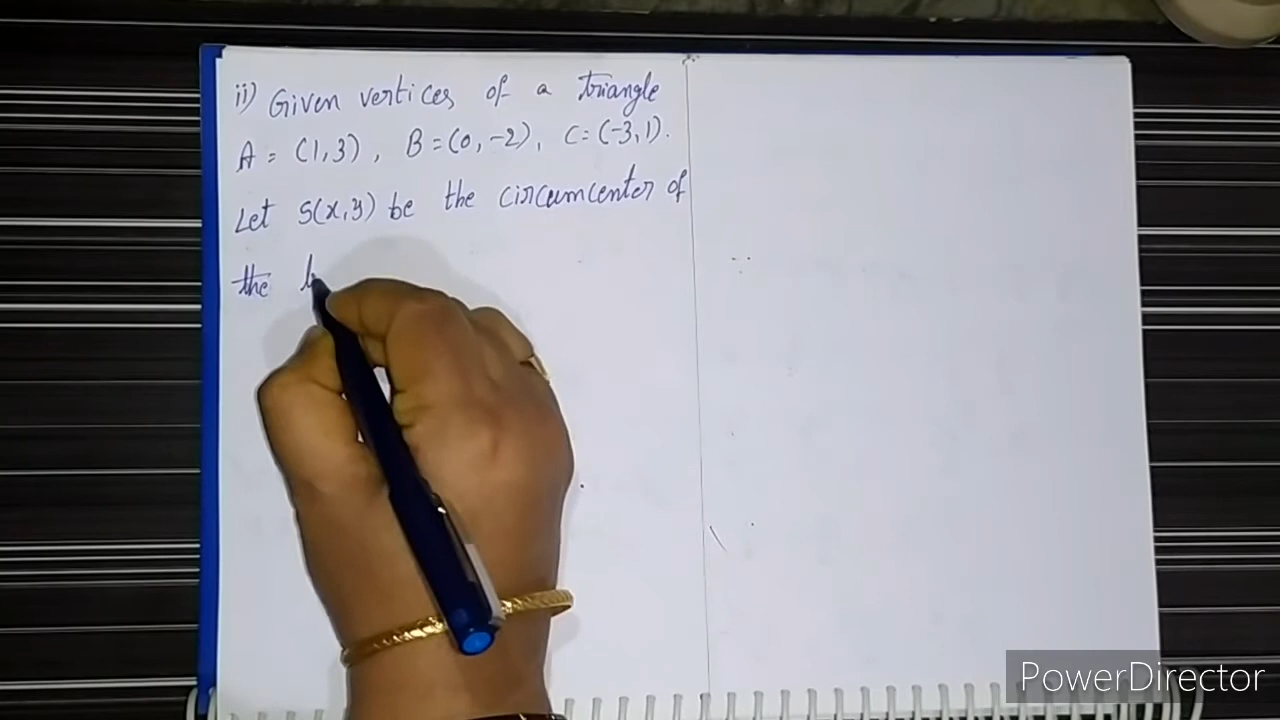 ii) Given vertices of a triangle
A = (1,3), B = (0,-2), C = (-3,1).
Let S(x,y) be the circumcenter of
the
PowerDirector